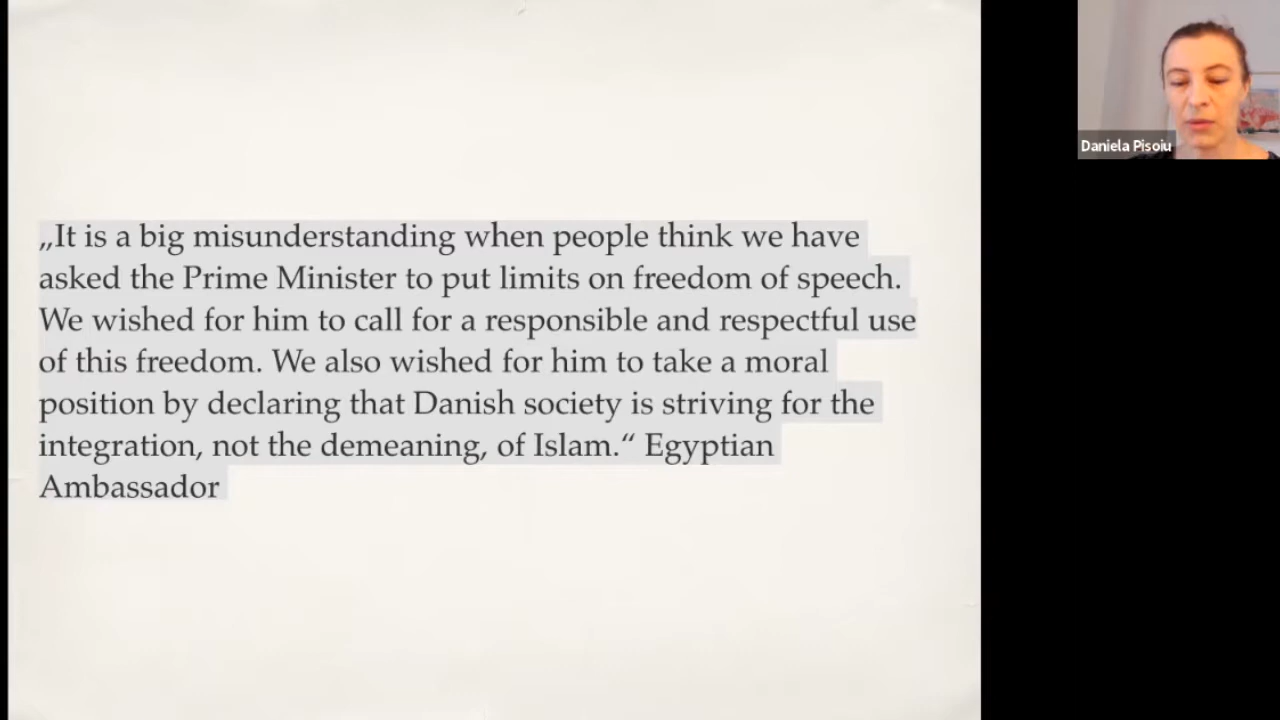 „It is a big misunderstanding when people think we have
asked the Prime Minister to put limits on freedom of speech.
We wished for him to call for a responsible and respectful use
of this freedom. We also wished for him to take a moral
position by declaring that Danish society is striving for the
integration, not the demeaning, of Islam.“ Egyptian
Ambassador
Daniela Pisoiu